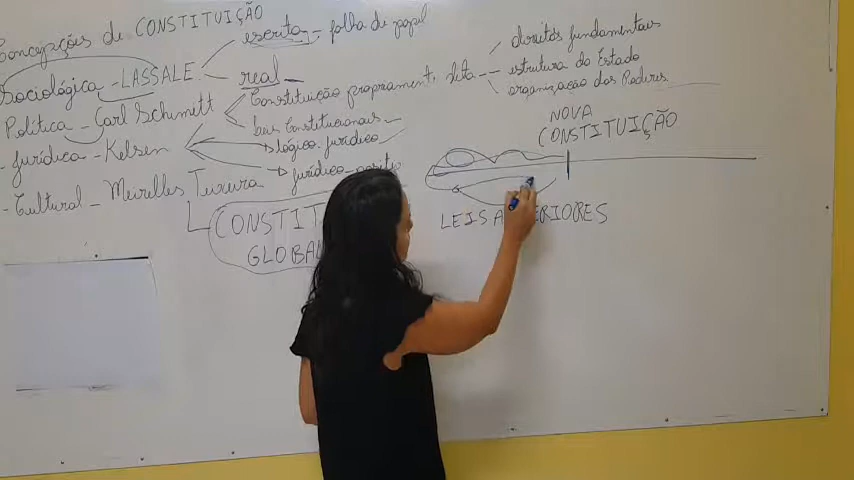 Concepções de CONSTITUIÇÃO
Sociológica - LASSALE
escrita - folha de papel
real
Política - Carl Schmitt
Constituição propriamente dita
direitos fundamentais
estrutura do Estado
organização dos Poderes
leis Constitucionais
- Jurídica - Kelsen
lógico. jurídico
jurídico - positivo
- Cultural - Meirelles Teixeira
CONSTIT
GLOBAL
NOVA
CONSTITUIÇÃO
LEIS A ERIORES